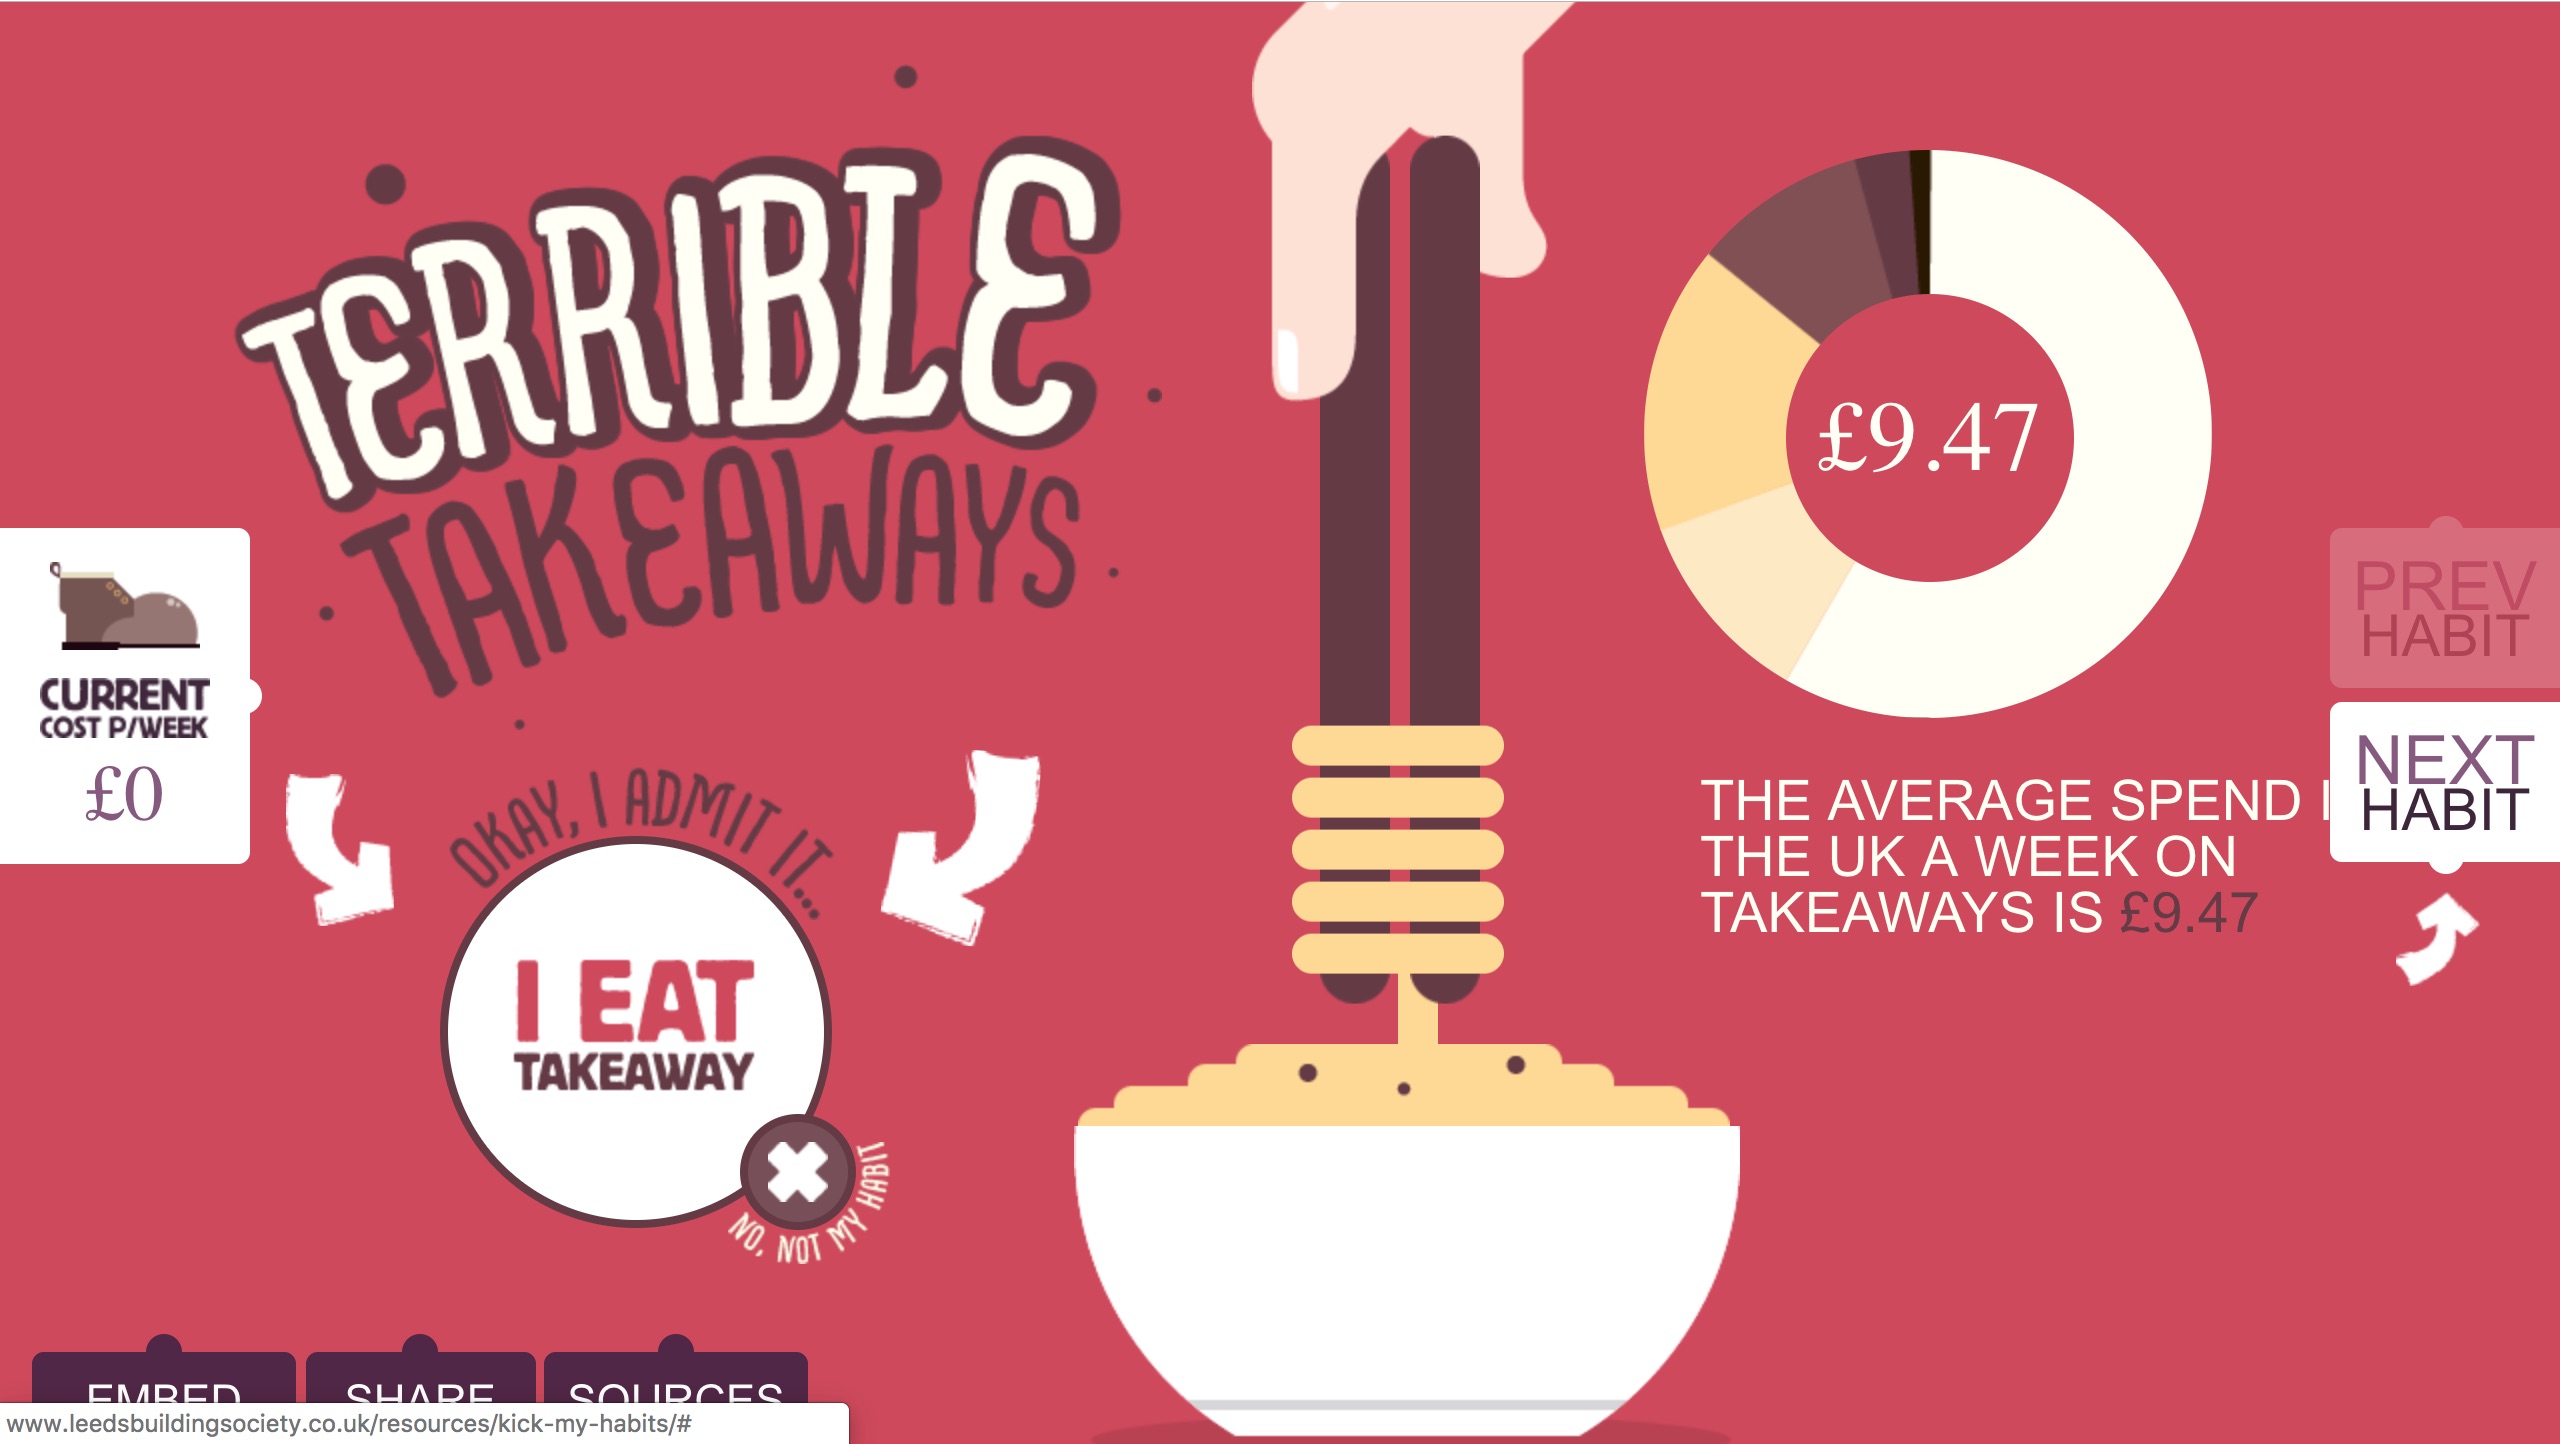 TERRIBLE
TAKEAWAYS
CURRENT
COST P/WEEK
£0
OKAY, I ADMIT IT...
I EAT
TAKEAWAY
NO, NOT MY HABIT
£9.47
THE AVERAGE SPEND
THE UK A WEEK ON
TAKEAWAYS IS £9.47
PREV
HABIT
NEXT
HABIT
EMBED
SHARE
SOURCES
www.leedsbuildingsociety.co.uk/resources/kick-my-habits/#